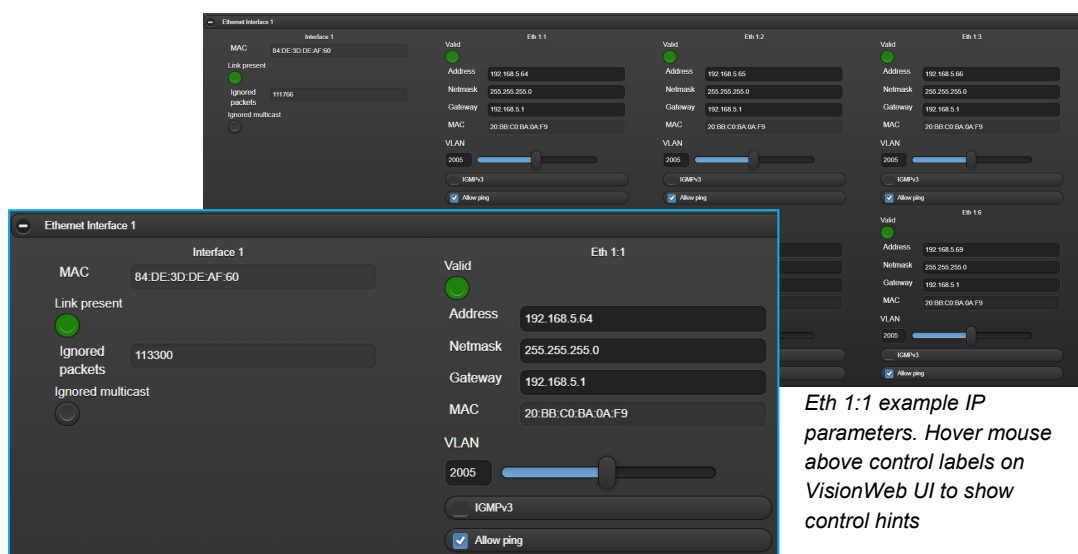 Ethernet Interface 1
Interface 1
MAC 84:DE:3D:DE:AF:60
Link present
Ignored packets 111766
Ignored multicast
Eth 1:1
Valid
Address 192.168.5.64
Netmask 255.255.255.0
Gateway 192.168.5.1
MAC 20:BB:C0:BA:0A:F9
VLAN
2005
IGMPv3
Allow ping
Eth 1:2
Valid
Address 192.168.5.65
Netmask 255.255.255.0
Gateway 192.168.5.1
MAC 20:BB:C0:BA:0A:F9
VLAN
2005
IGMPv3
Allow ping
Eth 1:3
Valid
Address 192.168.5.66
Netmask 255.255.255.0
Gateway 192.168.5.1
MAC 20:BB:C0:BA:0A:F9
VLAN
2005
IGMPv3
Allow ping
Eth 1:6
Valid
Address 192.168.5.69
Netmask 255.255.255.0
Gateway 192.168.5.1
MAC 20:BB:C0:BA:0A:F9
VLAN
2005
IGMPv3
Allow ping
Ethernet Interface 1
Interface 1
MAC 84:DE:3D:DE:AF:60
Link present
Ignored
packets 113300
Ignored multicast
Eth 1:1
Valid
Address 192.168.5.64
Netmask 255.255.255.0
Gateway 192.168.5.1
MAC 20:BB:C0:BA:0A:F9
VLAN
2005
IGMPv3
Allow ping
Eth 1:1 example IP
parameters. Hover mouse
above control labels on
VisionWeb UI to show
control hints